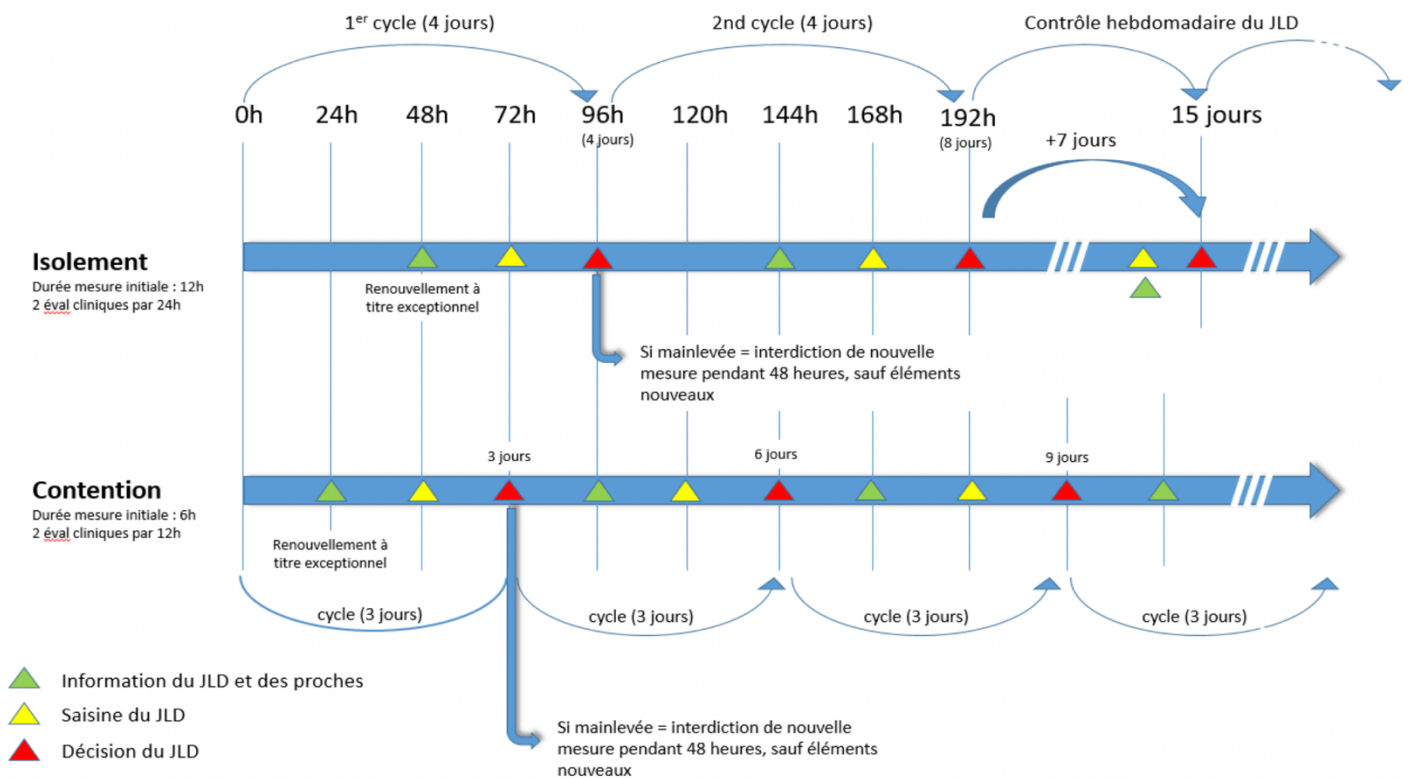 1er cycle (4 jours)
2nd cycle (4 jours)
Contrôle hebdomadaire du JLD
0h
24h
48h
72h
96h
(4 jours)
120h
144h
168h
192h
(8 jours)
+7 jours
15 jours
Isolement
Durée mesure initiale : 12h
2 éval cliniques par 24h
Renouvellement à
titre exceptionnel
Si mainlevée = interdiction de nouvelle
mesure pendant 48 heures, sauf éléments
nouveaux
3 jours
6 jours
9 jours
Contention
Durée mesure initiale : 6h
2 éval cliniques par 12h
Renouvellement à
titre exceptionnel
cycle (3 jours)
cycle (3 jours)
cycle (3 jours)
cycle (3 jours)
Information du JLD et des proches
Saisine du JLD
Décision du JLD
Si mainlevée = interdiction de nouvelle
mesure pendant 48 heures, sauf éléments
nouveaux